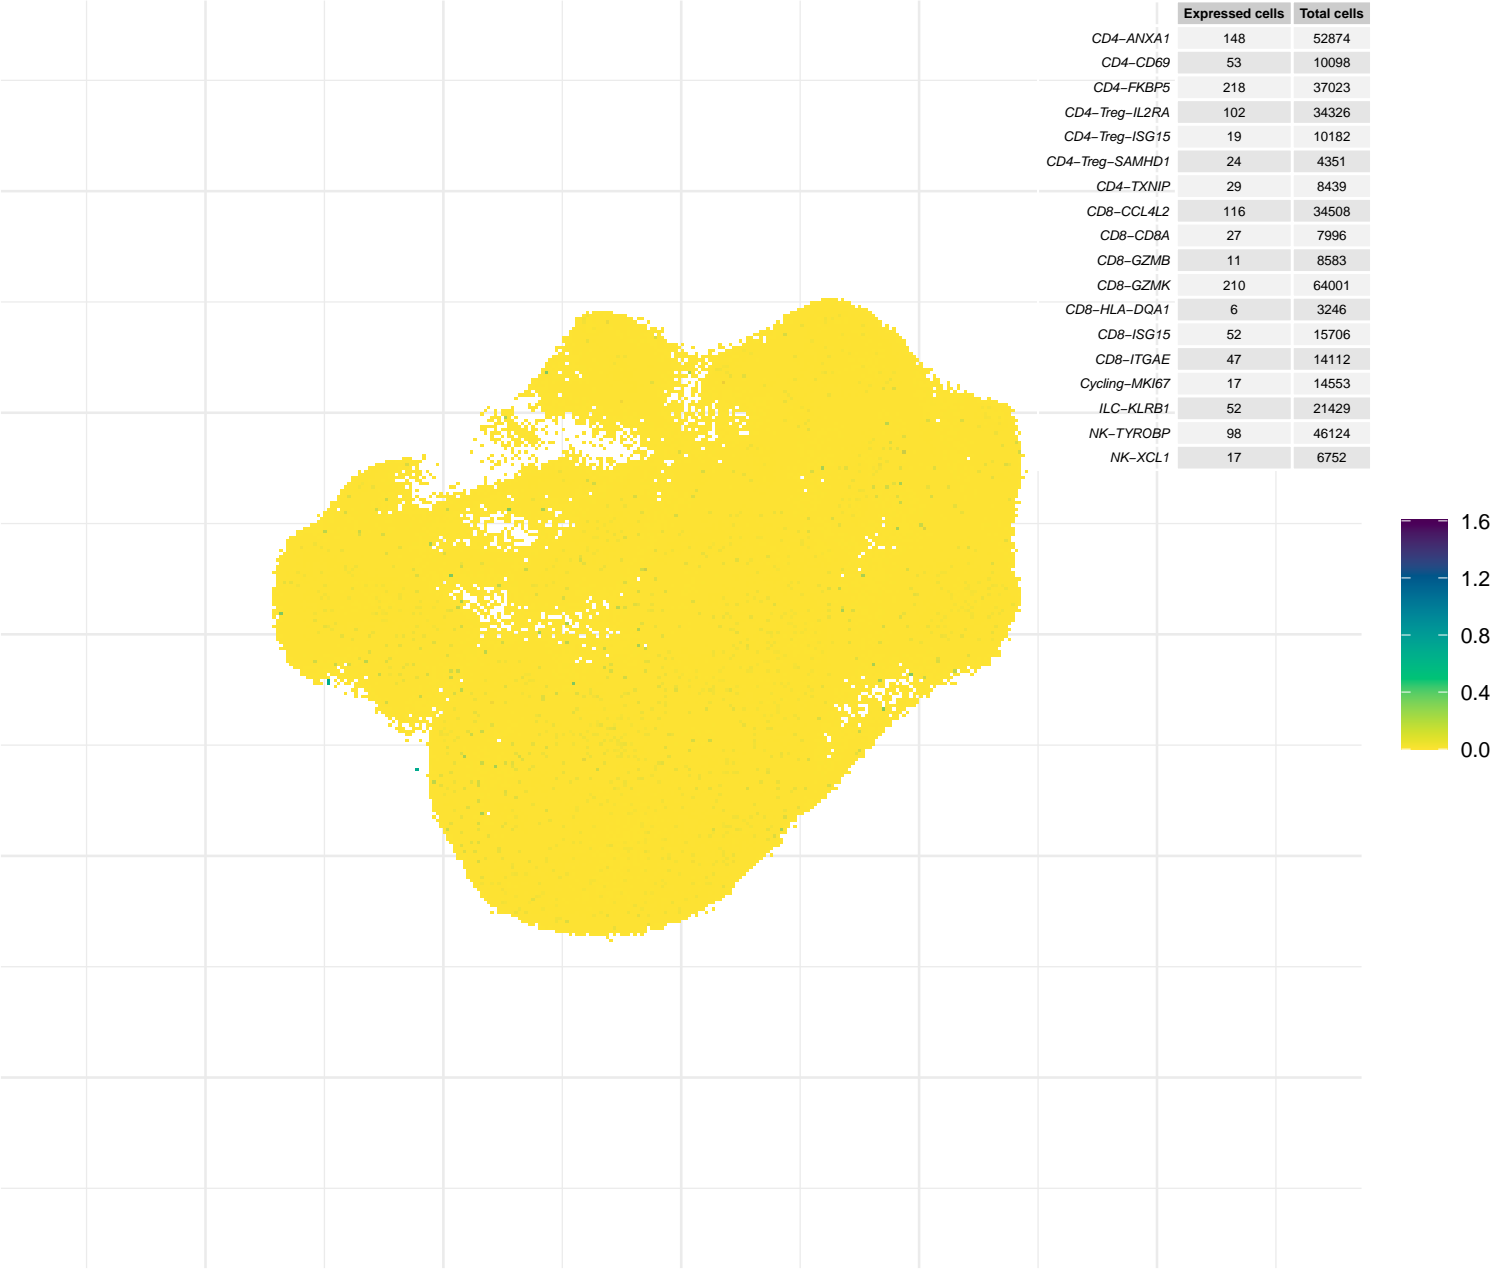 Expressed cells Total cells
CD4−ANXA1 148 52874
CD4−CD69 53 10098
CD4−FKBP5 218 37023
CD4−Treg−IL2RA 102 34326
CD4−Treg−ISG15 19 10182
CD4−Treg−SAMHD1 24 4351
CD4−TXNIP 29 8439
CD8−CCL4L2 116 34508
CD8−CD8A 27 7996
CD8−GZMB 11 8583
CD8−GZMK 210 64001
CD8−HLA−DQA1 6 3246
CD8−ISG15 52 15706
CD8−ITGAE 47 14112
Cycling−MKI67 17 14553
ILC−KLRB1 52 21429
NK−TYROBP 98 46124
NK−XCL1 17 6752
1.6
1.2
0.8
0.4
0.0